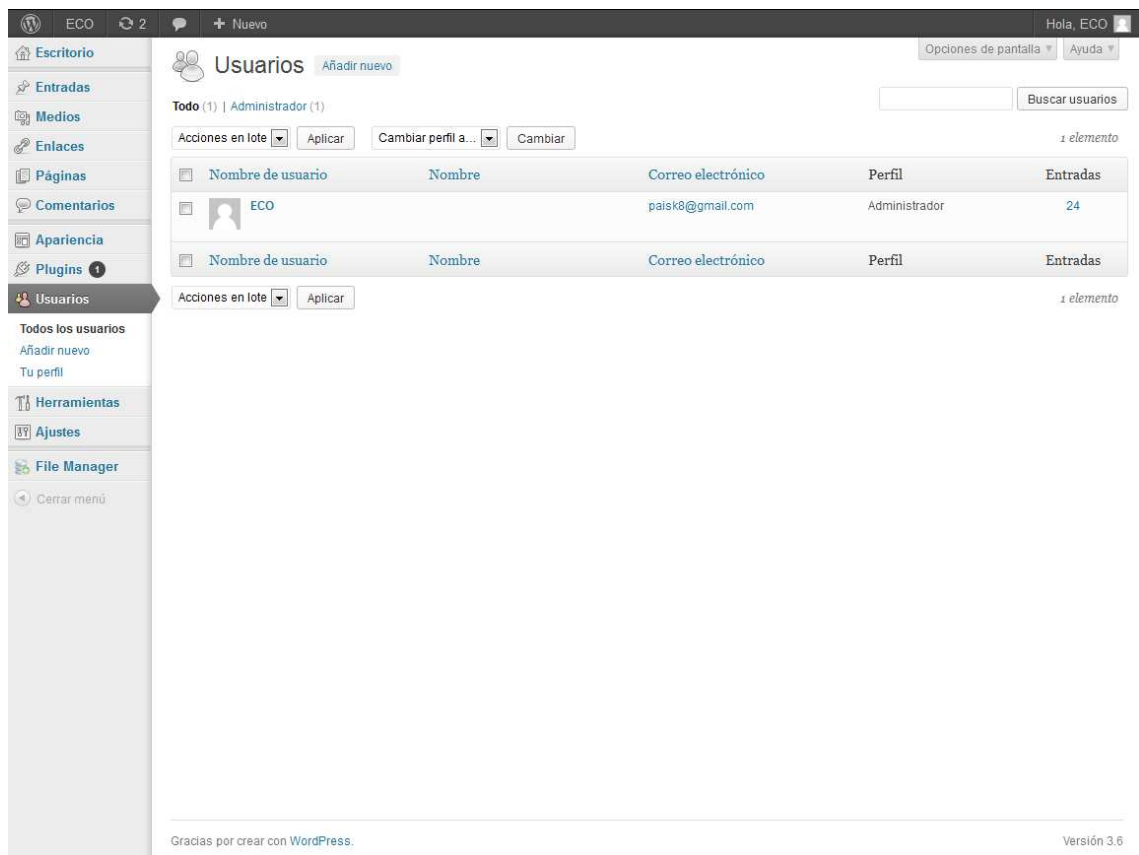 ECO 2 + Nuevo Hola, ECO
Escritorio
Entradas
Medios
Enlaces
Páginas
Comentarios
Apariencia
Plugins 1
Usuarios
Todos los usuarios
Añadir nuevo
Tu perfil
Herramientas
Ajustes
File Manager
Cerrar menú
Opciones de pantalla Ayuda
Usuarios Añadir nuevo
Todo (1) | Administrador (1) Buscar usuarios
Acciones en lote Aplicar Cambiar perfil a... Cambiar 1 elemento
Nombre de usuario Nombre Correo electrónico Perfil Entradas
ECO paisk8@gmail.com Administrador 24
Nombre de usuario Nombre Correo electrónico Perfil Entradas
Acciones en lote Aplicar 1 elemento
Gracias por crear con WordPress. Versión 3.6